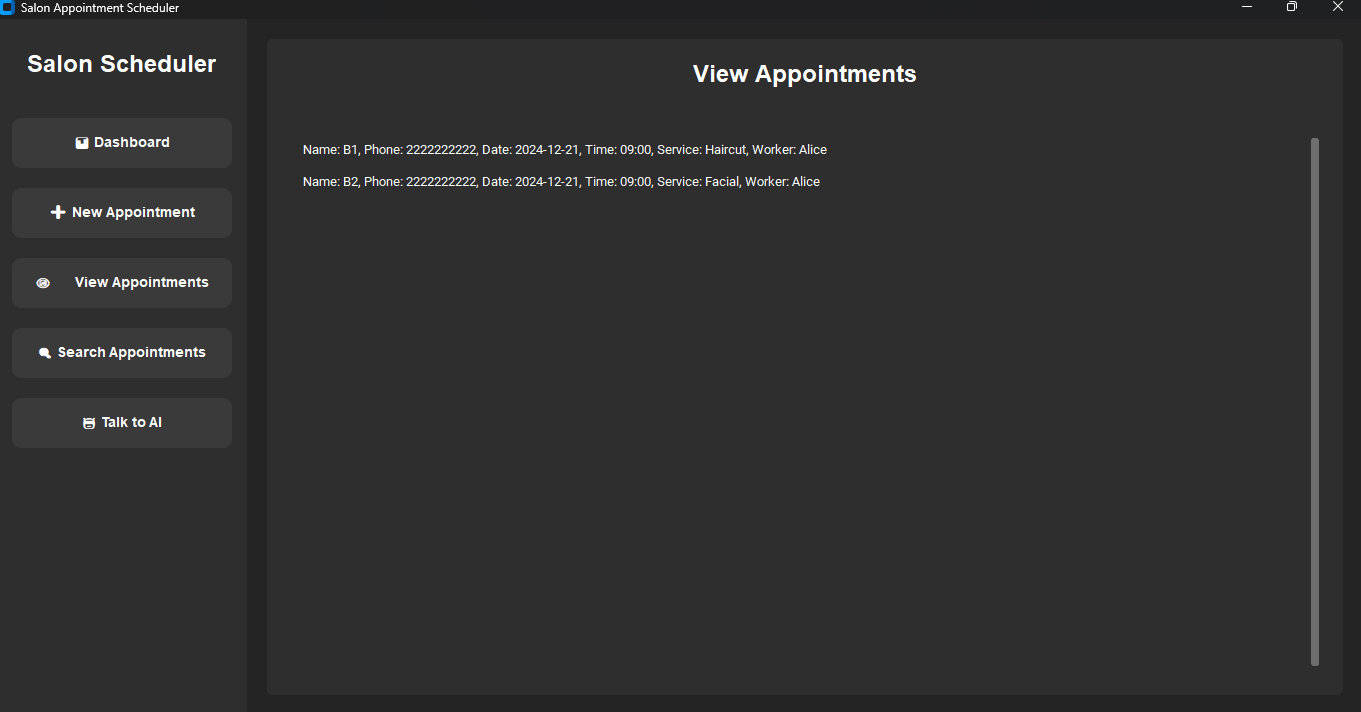 Salon Appointment Scheduler
Salon Scheduler
Dashboard
New Appointment
View Appointments
Search Appointments
Talk to AI
View Appointments
Name: B1, Phone: 2222222222, Date: 2024-12-21, Time: 09:00, Service: Haircut, Worker: Alice
Name: B2, Phone: 2222222222, Date: 2024-12-21, Time: 09:00, Service: Facial, Worker: Alice